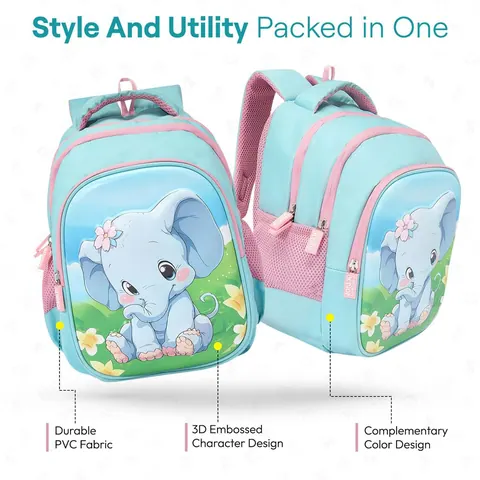 Style And Utility Packed in One
Durable
PVC Fabric
3D Embossed
Character Design
Complementary
Color Design